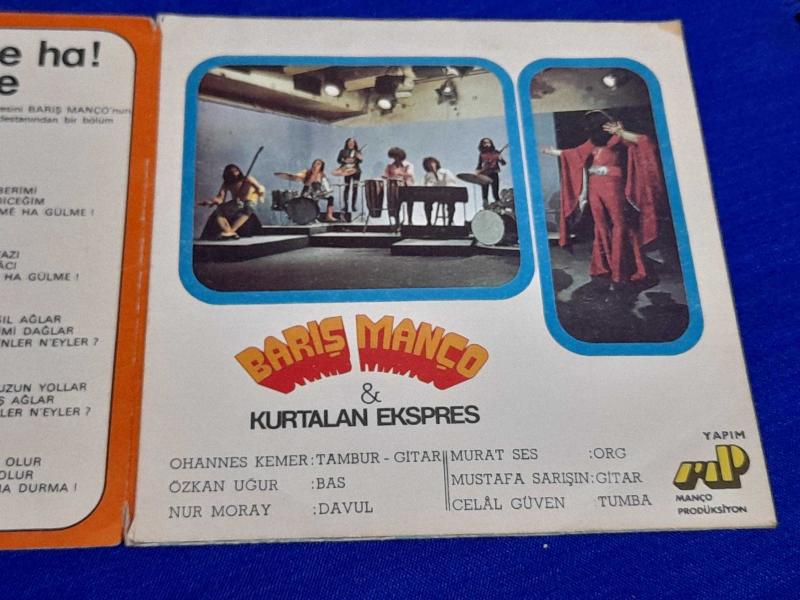 e ha!
e
esini BARIŞ MANÇO'nun
destanından bir bölüm
BERİMİ
DİCEĞİM
ME HA GÜLME !
YAZI
ACI
HA GÜLME !
SIL AĞLAR
İMİ DAĞLAR
ENLER N'EYLER ?
UZUN YOLLAR
Ş AĞLAR
LER N'EYLER ?
OLUR
OLUR
MA DURMA !
BARIŞ MANÇO
&
KURTALAN EKSPRES
OHANNES KEMER :TAMBUR - GİTAR
ÖZKAN UĞUR :BAS
NUR MORAY :DAVUL
MURAT SES :ORG
MUSTAFA SARIŞIN:GİTAR
CELÂL GÜVEN :TUMBA
YAPIM
MANÇO
PRODÜKSİYON